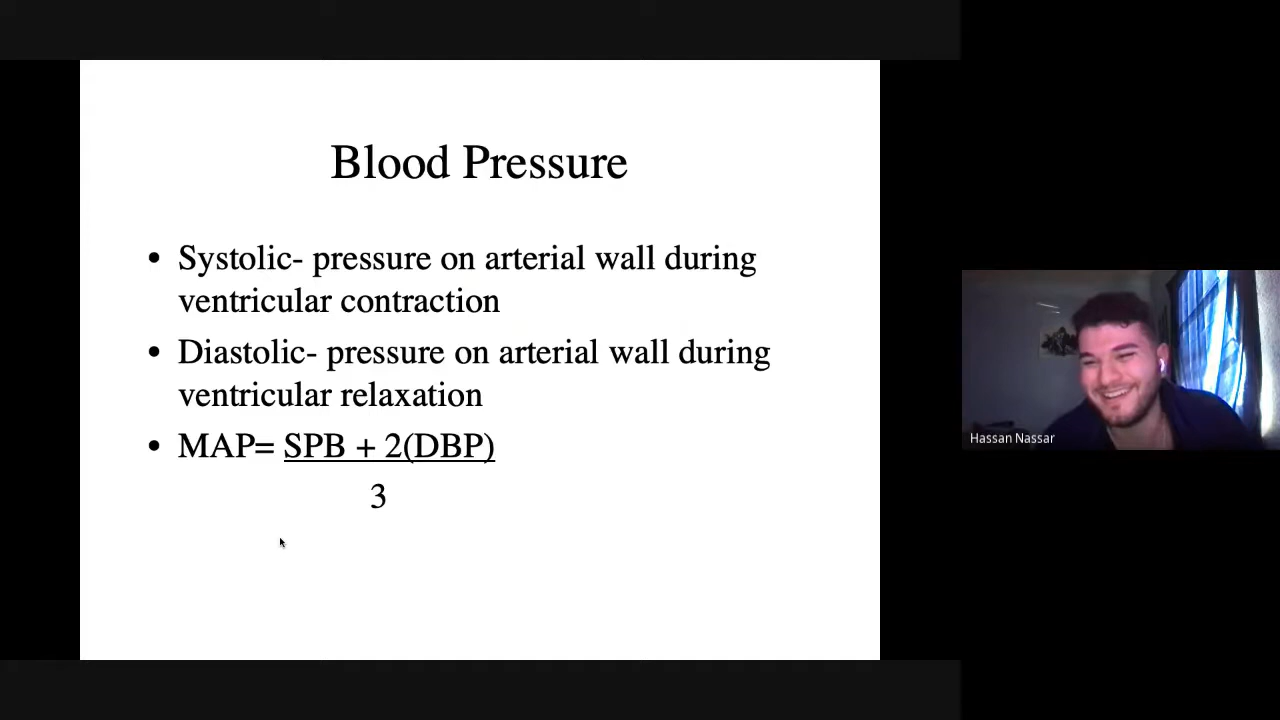 Blood Pressure
• Systolic- pressure on arterial wall during
ventricular contraction
• Diastolic- pressure on arterial wall during
ventricular relaxation
• MAP= SPB + 2(DBP)
3
Hassan Nassar